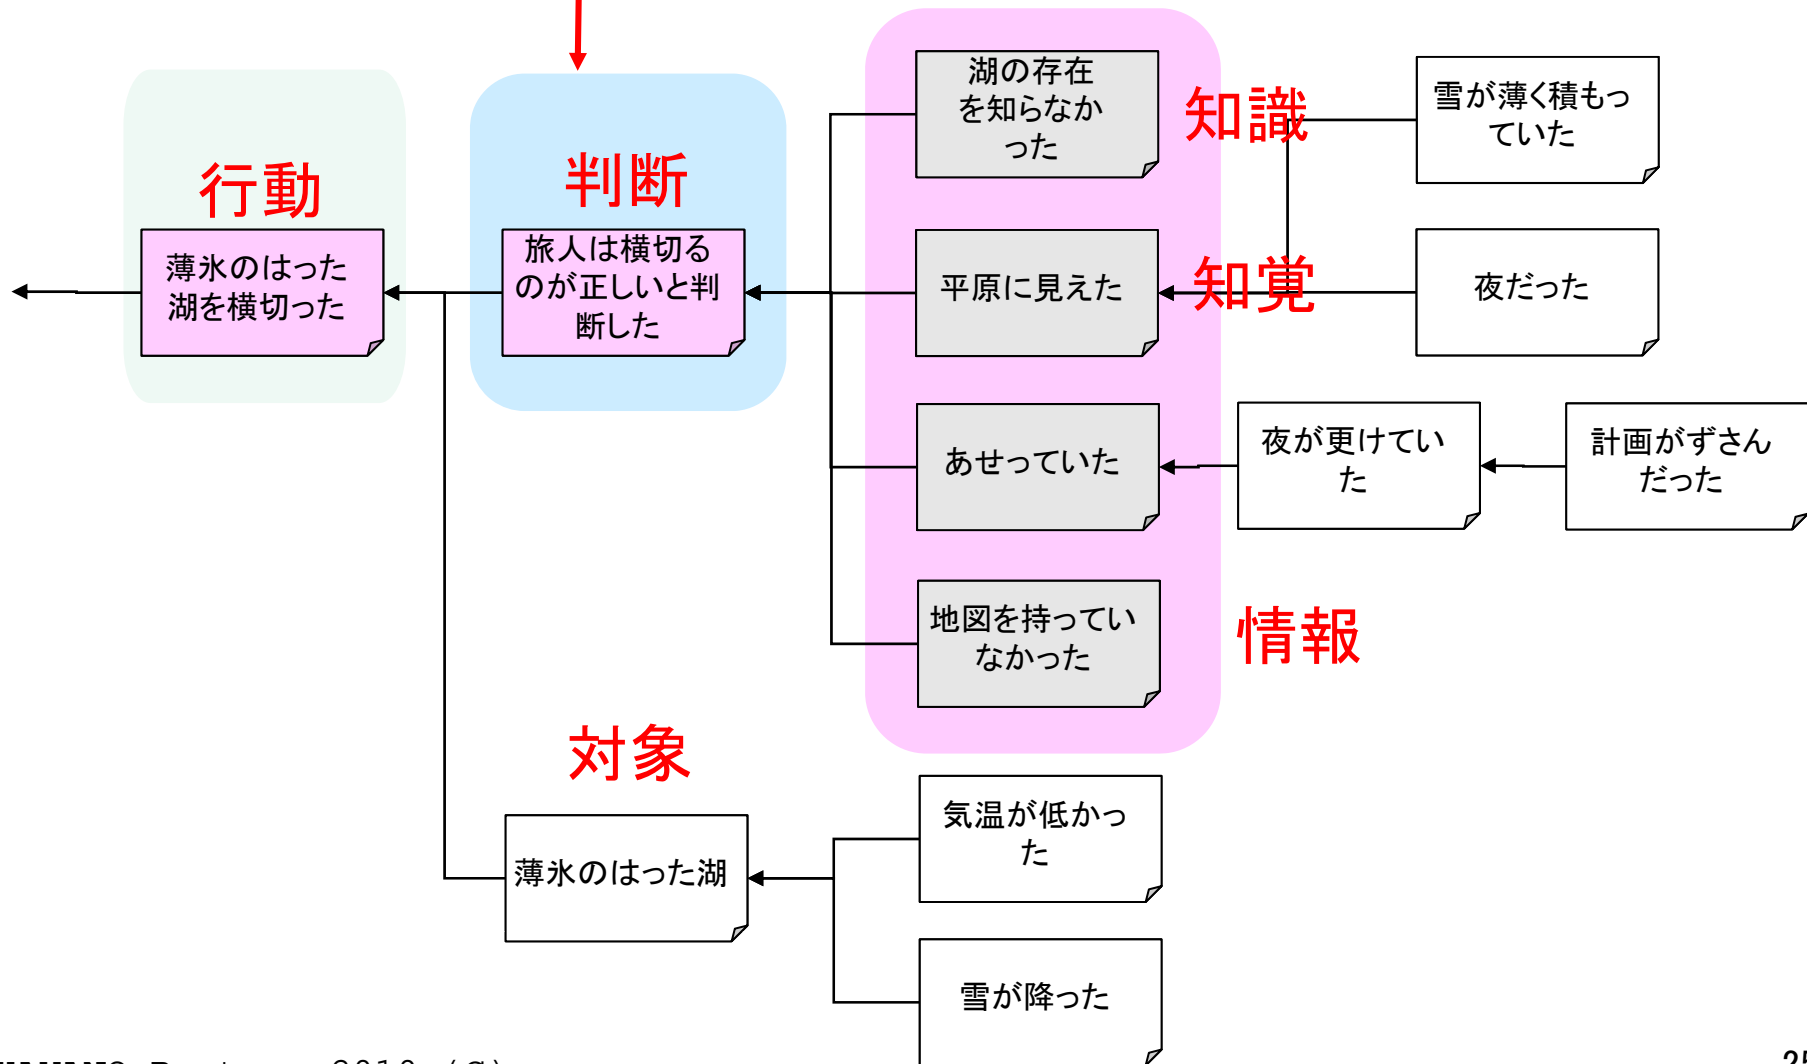 行動
薄氷のはった
湖を横切った
判断
旅人は横切る
のが正しいと判
断した
湖の存在
を知らなか
った
知識
雪が薄く積もっ
ていた
平原に見えた
知覚
夜だった
あせっていた
夜が更けてい
た
計画がずさん
だった
地図を持ってい
なかった
情報
対象
薄氷のはった湖
気温が低かっ
た
雪が降った
2010 (C)